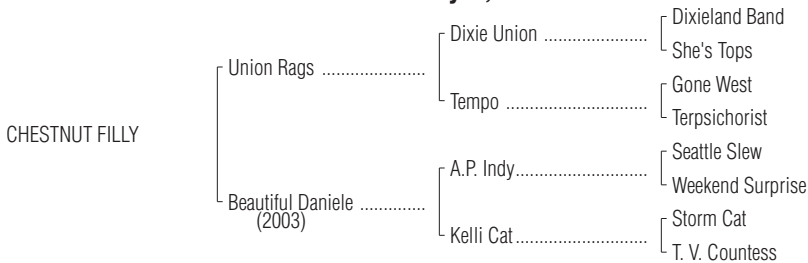 Dixieland Band
Dixie Union ......................
She's Tops
Union Rags ......................
Gone West
Tempo ..............................
Terpsichorist
CHESTNUT FILLY
Seattle Slew
A.P. Indy............................
Weekend Surprise
Beautiful Daniele ..............
(2003)
Storm Cat
Kelli Cat............................
T. V. Countess